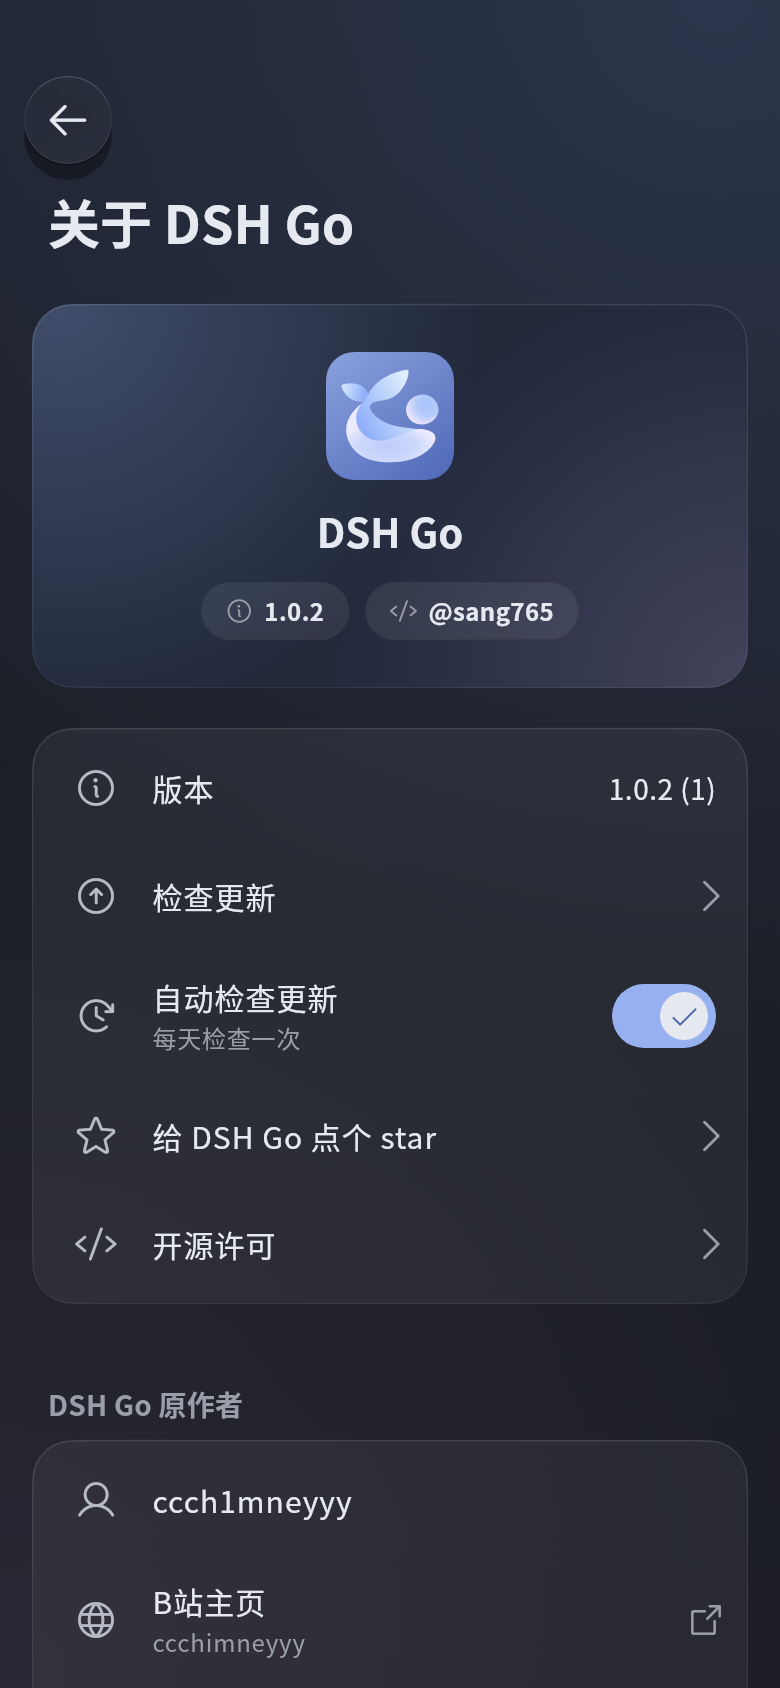 关于 DSH Go
DSH Go
1.0.2
@sang765
版本
1.0.2 (1)
检查更新
自动检查更新
每天检查一次
给 DSH Go 点个 star
开源许可
DSH Go 原作者
ccch1mneyyy
B站主页
ccchimneyyy